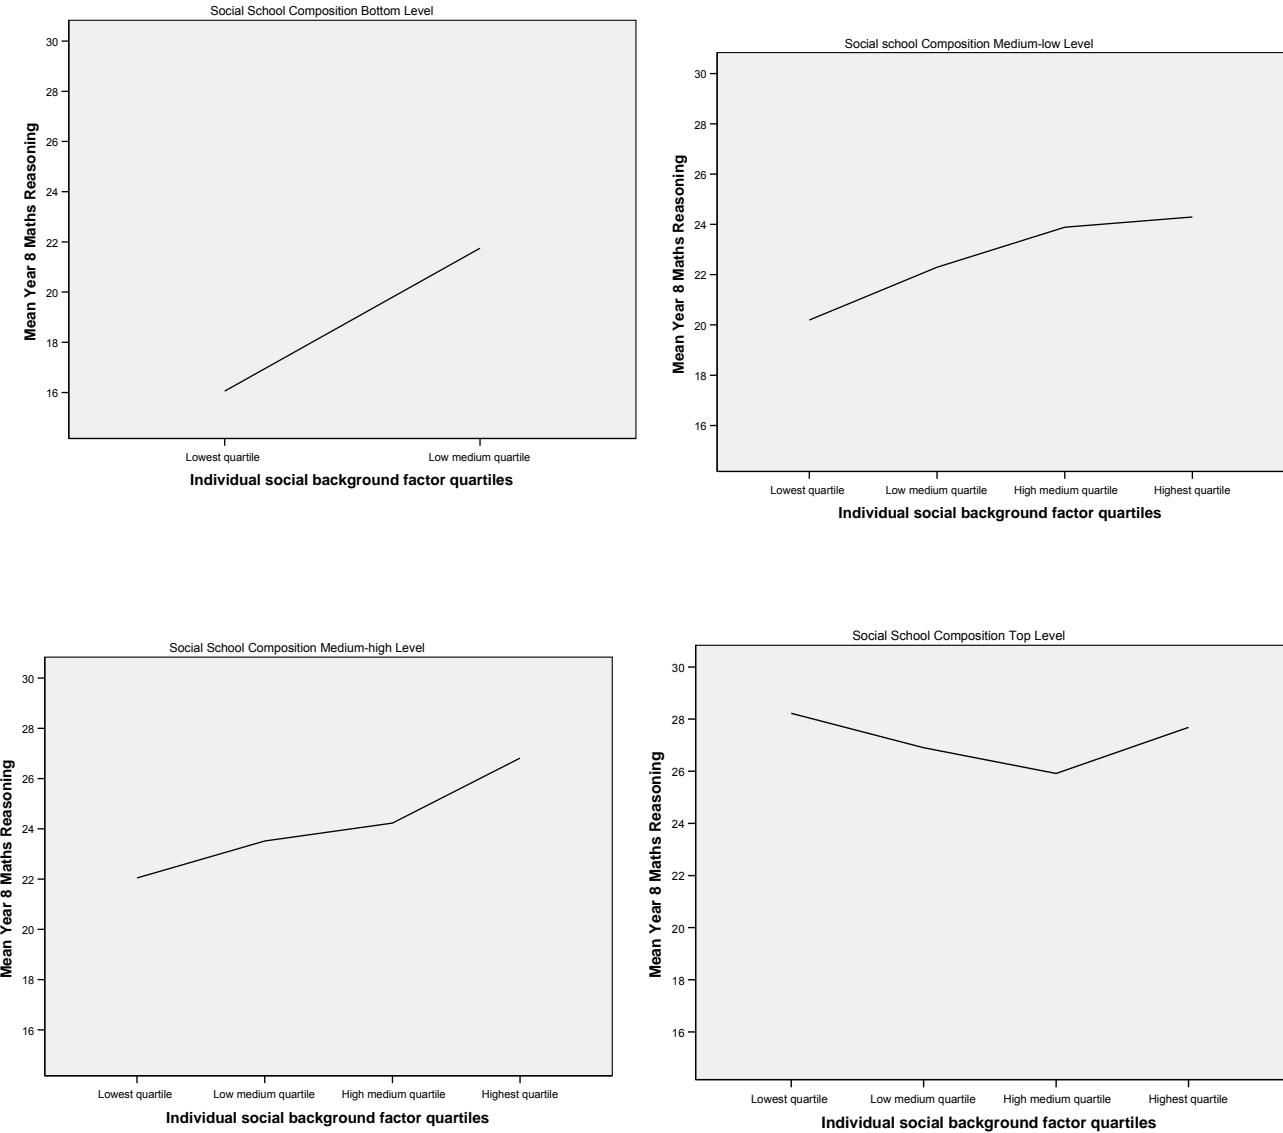 Social School Composition Bottom Level
30
28
26
24
22
20
18
16
Mean Year 8 Maths Reasoning
Lowest quartile Low medium quartile
Individual social background factor quartiles
Social school Composition Medium-low Level
30
28
26
24
22
20
18
16
Mean Year 8 Maths Reasoning
Lowest quartile Low medium quartile High medium quartile Highest quartile
Individual social background factor quartiles
Social School Composition Medium-high Level
30
28
26
24
22
20
18
16
Mean Year 8 Maths Reasoning
Lowest quartile Low medium quartile High medium quartile Highest quartile
Individual social background factor quartiles
Social School Composition Top Level
30
28
26
24
22
20
18
16
Mean Year 8 Maths Reasoning
Lowest quartile Low medium quartile High medium quartile Highest quartile
Individual social background factor quartiles